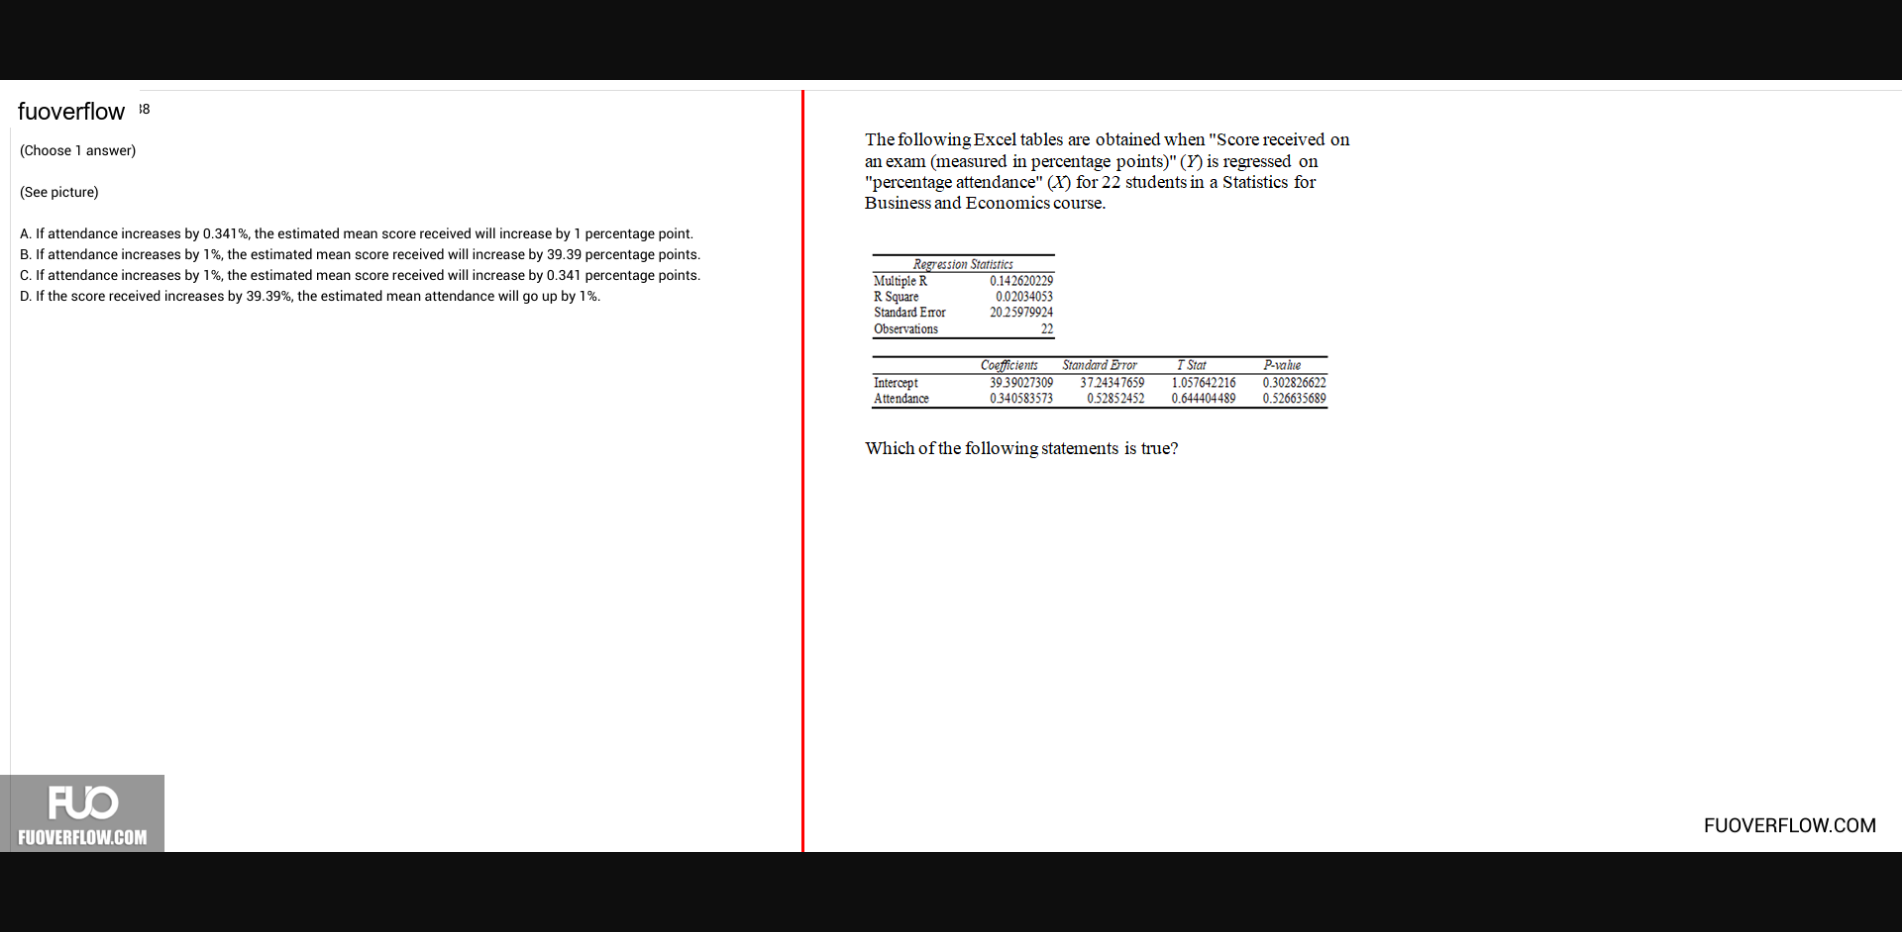 fuoverflow 38
(Choose 1 answer)
(See picture)
A. If attendance increases by 0.341%, the estimated mean score received will increase by 1 percentage point.
B. If attendance increases by 1%, the estimated mean score received will increase by 39.39 percentage points.
C. If attendance increases by 1%, the estimated mean score received will increase by 0.341 percentage points.
D. If the score received increases by 39.39%, the estimated mean attendance will go up by 1%.
The following Excel tables are obtained when "Score received on
an exam (measured in percentage points)" (Y) is regressed on
"percentage attendance" (X) for 22 students in a Statistics for
Business and Economics course.
Regression Statistics
Multiple R 0.142620229
R Square 0.02034053
Standard Error 20.25979924
Observations 22
Coefficients Standard Error T Stat P-value
Intercept 39.39027309 37.24347659 1.057642216 0.302826622
Attendance 0.340583573 0.52852452 0.644404489 0.526635689
Which of the following statements is true?
FUO
FUOVERFLOW.COM
FUOVERFLOW.COM